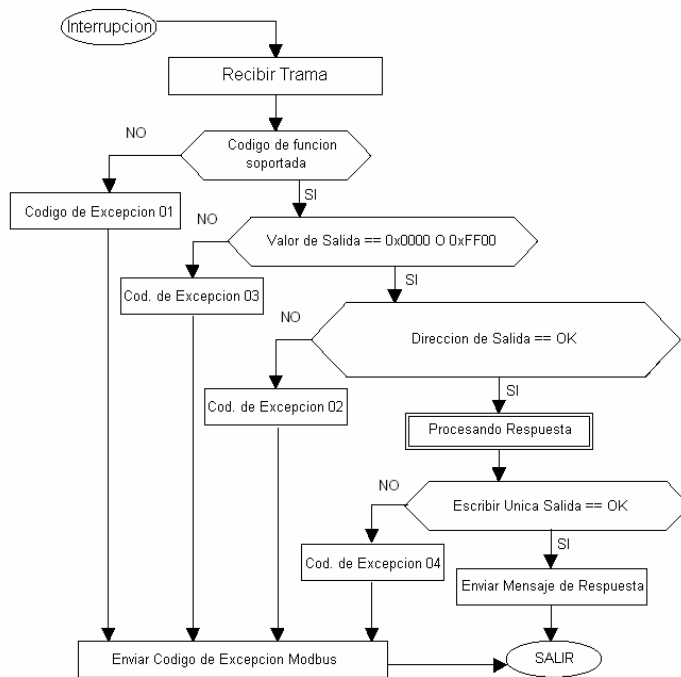 Interrupcion
Recibir Trama
NO
Codigo de funcion
soportada
SI
Codigo de Excepcion 01
NO
Valor de Salida == 0x0000 O 0xFF00
SI
Cod. de Excepcion 03
NO
Direccion de Salida == OK
SI
Cod. de Excepcion 02
Procesando Respuesta
NO
Escribir Unica Salida == OK
SI
Cod. de Excepcion 04
Enviar Mensaje de Respuesta
Enviar Codigo de Excepcion Modbus
SALIR